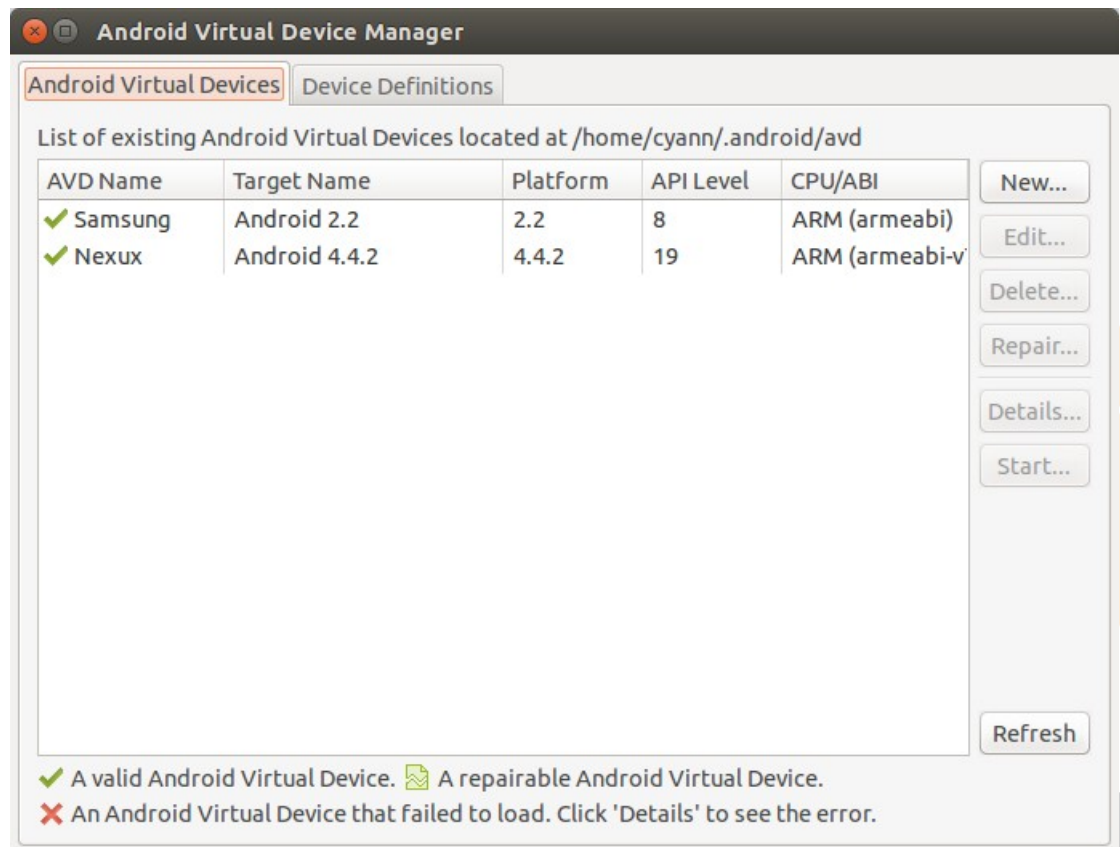 Android Virtual Device Manager
Android Virtual Devices Device Definitions
List of existing Android Virtual Devices located at /home/cyann/.android/avd
AVD Name Target Name Platform API Level CPU/ABI New...
Samsung Android 2.2 2.2 8 ARM (armeabi)
Edit...
Nexux Android 4.4.2 4.4.2 19 ARM (armeabi-v
Delete...
Repair...
Details...
Start...
Refresh
A valid Android Virtual Device. A repairable Android Virtual Device.
An Android Virtual Device that failed to load. Click 'Details' to see the error.